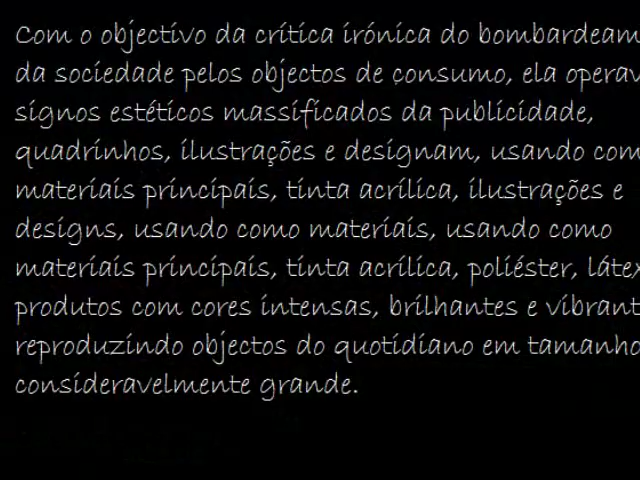 Com o objectivo da crítica irónica do bombardeam
da sociedade pelos objectos de consumo, ela operav
signos estéticos massificados da publicidade,
quadrinhos, ilustrações e designam, usando com
materiais principais, tinta acrílica, ilustrações e
designs, usando como materiais, usando como
materiais principais, tinta acrílica, poliéster, látex
produtos com cores intensas, brilhantes e vibrant
reproduzindo objectos do quotidiano em tamanho
consideravelmente grande.